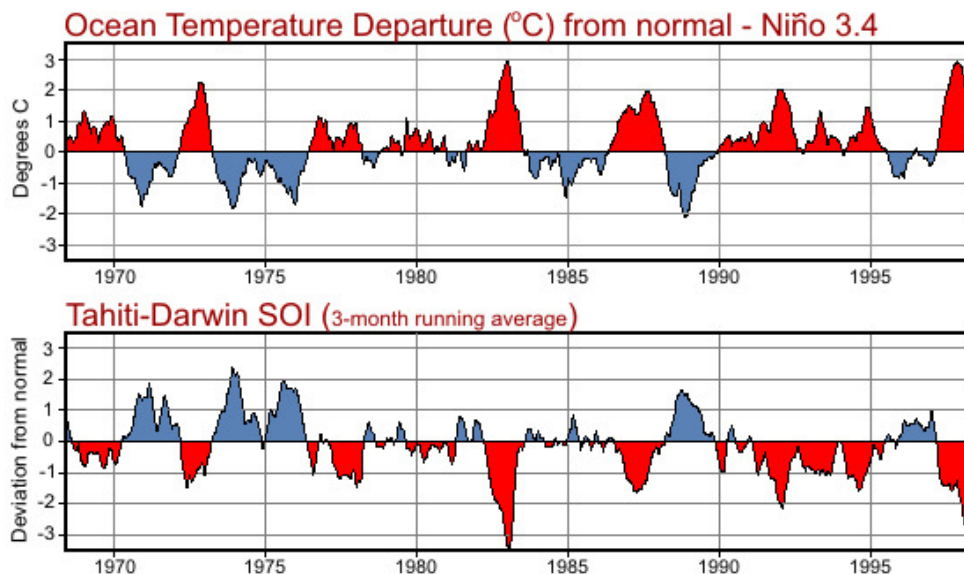 Ocean Temperature Departure (°C) from normal - Niño 3.4
Degrees C
3
2
1
0
-1
-2
-3
1970 1975 1980 1985 1990 1995
Tahiti-Darwin SOI (3-month running average)
Deviation from normal
3
2
1
0
-1
-2
-3
1970 1975 1980 1985 1990 1995